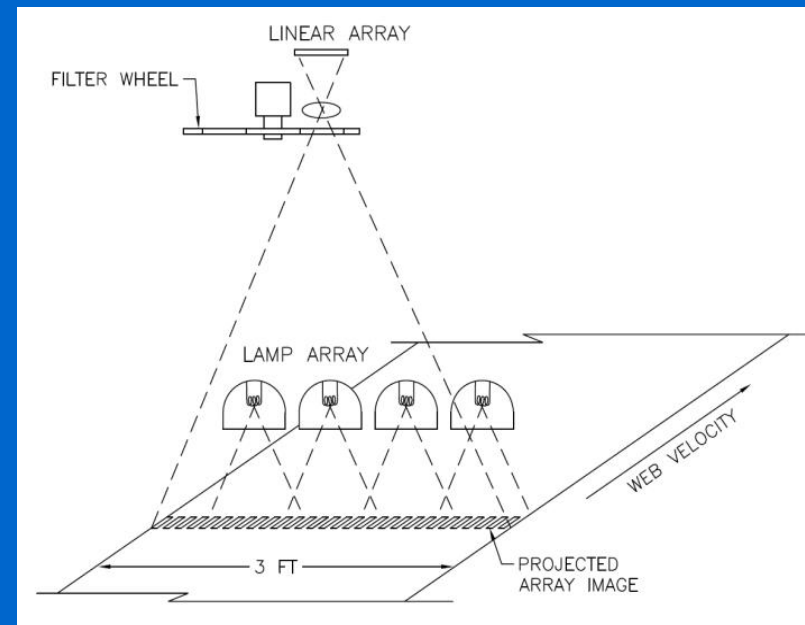 LINEAR ARRAY
FILTER WHEEL
LAMP ARRAY
WEB VELOCITY
3 FT
PROJECTED
ARRAY IMAGE